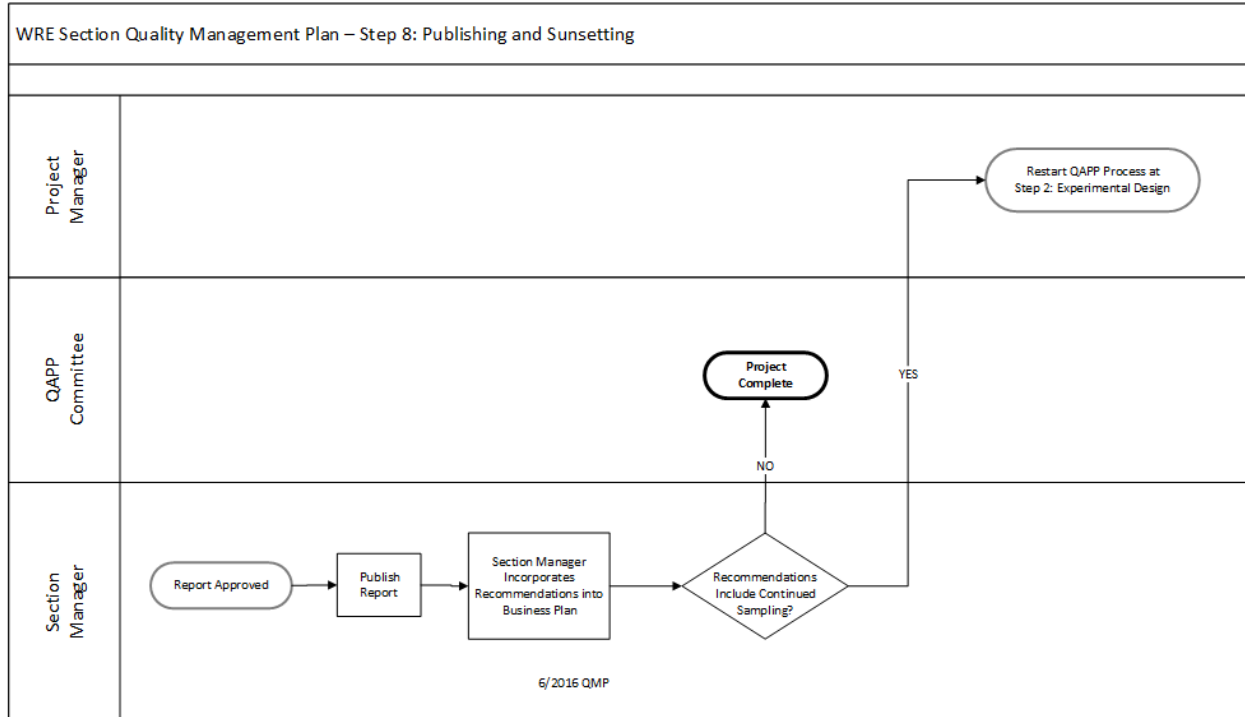 WRE Section Quality Management Plan – Step 8: Publishing and Sunsetting
Project
Manager
Restart QAPP Process at
Step 2: Experimental Design
QAPP
Committee
Project
Complete
YES
NO
Section
Manager
Report Approved
Publish
Report
Section Manager
Incorporates
Recommendations into
Business Plan
Recommendations
Include Continued
Sampling?
6/2016 QMP